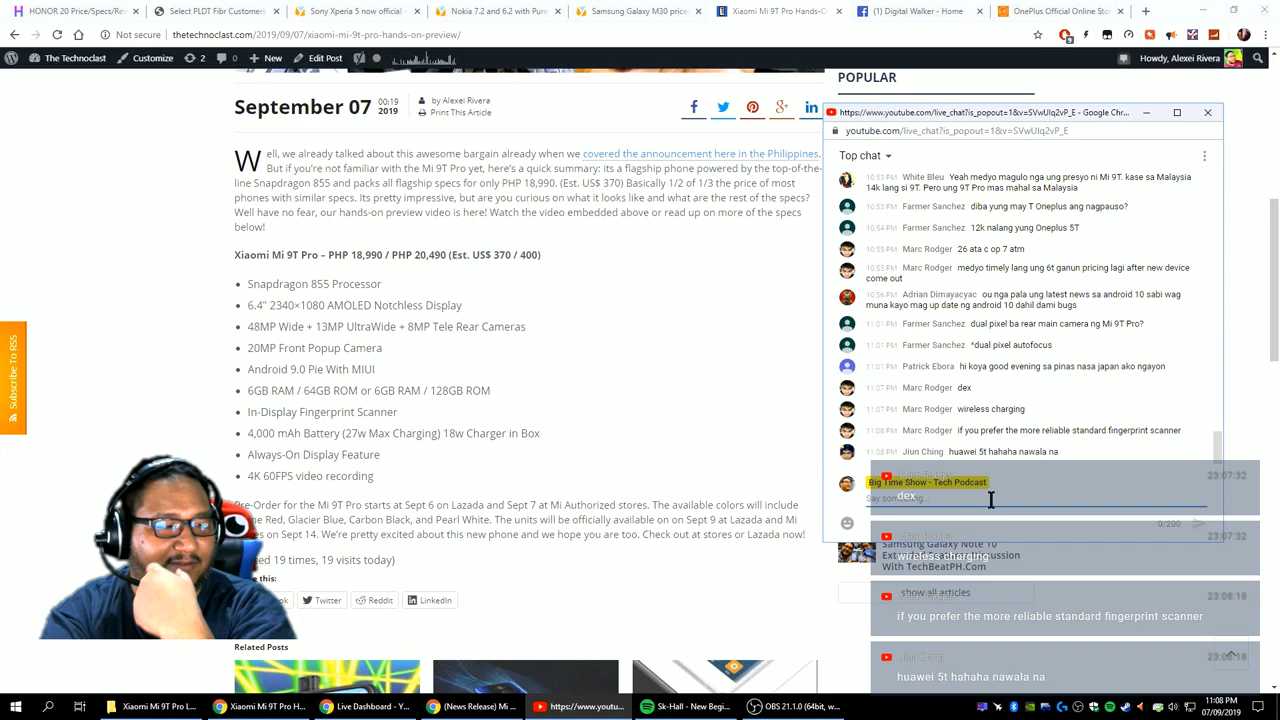 HONOR 20 Price/Specs/Res
Select PLDT Fibr Customers
Sony Xperia 5 now official
Nokia 7.2 and 6.2 with Pure
Samsung Galaxy M30 price
Xiaomi Mi 9T Pro Hands-O
(1) Digital Walker - Home
OnePlus Official Online Sto
Not secure
thetechnoclast.com/2019/09/07/xiaomi-mi-9t-pro-hands-on-preview/
The Technoclast
Customize
2
0
New
Edit Post
Howdy, Alexei Rivera
September 07
00:19
2019
by Alexei Rivera
Print This Article
Well, we already talked about this awesome bargain already when we covered the announcement here in the Philippines.
But if you're not familiar with the Mi 9T Pro yet, here's a quick summary: its a flagship phone powered by the top-of-the-
line Snapdragon 855 and packs all flagship specs for only PHP 18,990. (Est. US$ 370) Basically 1/2 of 1/3 the price of most
phones with similar specs. Its pretty impressive, but are you curious on what it looks like and what are the rest of the specs?
Well have no fear, our hands-on preview video is here! Watch the video embedded above or read up on more of the specs
below!
Xiaomi Mi 9T Pro – PHP 18,990 / PHP 20,490 (Est. US$ 370 / 400)
Snapdragon 855 Processor
6.4" 2340×1080 AMOLED Notchless Display
48MP Wide + 13MP UltraWide + 8MP Tele Rear Cameras
20MP Front Popup Camera
Android 9.0 Pie With MIUI
6GB RAM / 64GB ROM or 6GB RAM / 128GB ROM
In-Display Fingerprint Scanner
4,000 mAh Battery (27w Max Charging) 18w Charger in Box
Always-On Display Feature
4K 60FPS video recording
Pre-Order for the Mi 9T Pro starts at Sept 6 on Lazada and Sept 7 at Mi Authorized stores. The available colors will include
Red, Glacier Blue, Carbon Black, and Pearl White. The units will be officially available on on Sept 9 at Lazada and Mi
on Sept 14. We're pretty excited about this new phone and we hope you are too. Check out at stores or Lazada now!
19 times, 19 visits today)
this:
Twitter
Reddit
LinkedIn
Related Posts
Subscribe To RSS
POPULAR
https://www.youtube.com/live_chat?is_popout=1&v=SVwUIq2vP_E - Google Chr...
youtube.com/live_chat?is_popout=1&v=SVwUIq2vP_E
Top chat
10:53 PM White Bleu Yeah medyo magulo nga ung presyo ni Mi 9T. kase sa Malaysia
14k lang si 9T. Pero ung 9T Pro mas mahal sa Malaysia
10:53 PM Farmer Sanchez diba yung may T Oneplus ang nagpauso?
10:54 PM Farmer Sanchez 12k nalang yung Oneplus 5T
10:55 PM Marc Rodger 26 ata c op 7 atm
10:55 PM Marc Rodger medyo timely lang ung 6t ganun pricing lagi after new device
come out
10:56 PM Adrian Dimayacyac ou nga pala ung latest news sa android 10 sabi wag
muna kayo mag up date ng android 10 dahil dami bugs
11:01 PM Farmer Sanchez dual pixel ba rear main camera ng Mi 9T Pro?
11:01 PM Farmer Sanchez *dual pixel autofocus
11:01 PM Patrick Ebora hi koya good evening sa pinas nasa japan ako ngayon
11:07 PM Marc Rodger dex
11:07 PM Marc Rodger wireless charging
11:08 PM Marc Rodger if you prefer the more reliable standard fingerprint scanner
11:08 PM Jiun Ching huawei 5t hahaha nawala na
Big Time Show - Tech Podcast
Say something...
0/200
23:07:32
dex
23:07:32
wireless charging
23:08:18
if you prefer the more reliable standard fingerprint scanner
Jiun Ching
23:08:18
huawei 5t hahaha nawala na
Samsung Galaxy Note 10
With TechBeatPH.Com
show all articles
Xiaomi Mi 9T Pro L...
Xiaomi Mi 9T Pro H...
Live Dashboard - Y...
(News Release) Mi ...
https://www.youtu...
Sk-Hall - New Begi...
OBS 21.1.0 (64bit, w...
11:08 PM
07/09/2019